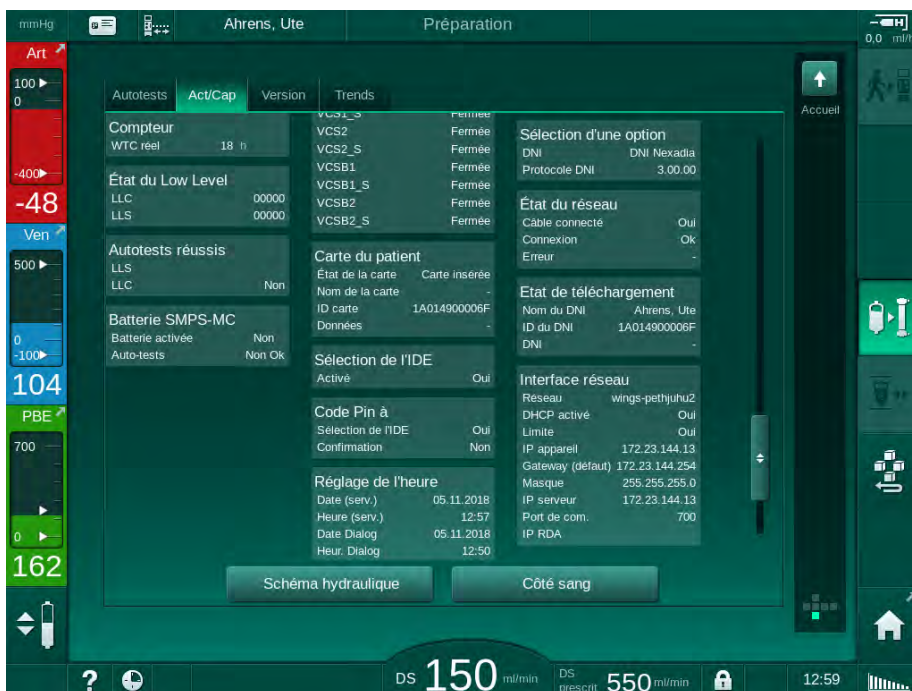 mmHg
Ahrens, Ute
Préparation
0,0 ml/h
Art
100
0
-400
-48
Ven
500
0
-100
104
PBE
700
0
162
Autotests
Act/Cap
Version
Trends
Accueil
Compteur
WTC réel 18 h
État du Low Level
LLC 00000
LLS 00000
Autotests réussis
LLS
LLC Non
Batterie SMPS-MC
Batterie activée Non
Auto-tests Non Ok
VCS1_S Fermée
VCS2 Fermée
VCS2_S Fermée
VCSB1 Fermée
VCSB1_S Fermée
VCSB2 Fermée
VCSB2_S Fermée
Carte du patient
État de la carte Carte inserée
Nom de la carte -
ID carte 1A014900006F
Données -
Sélection de l'IDE
Activé Oui
Code Pin à
Sélection de l'IDE Oui
Confirmation Non
Réglage de l'heure
Date (serv.) 05.11.2018
Heure (serv.) 12:57
Date Dialog 05.11.2018
Heur. Dialog 12:50
Sélection d'une option
DNI DNI Nexadia
Protocole DNI 3.00.00
État du réseau
Câble connecté Oui
Connexion Ok
Erreur -
Etat de téléchargement
Nom du DNI Ahrens, Ute
ID du DNI 1A014900006F
DNI -
Interface réseau
Réseau wings-pethjuhu2
DHCP activé Oui
Limite Oui
IP appareil 172.23.144.13
Gateway (défaut) 172.23.144.254
Masque 255.255.255.0
IP serveur 172.23.144.13
Port de com. 700
IP RDA
Schéma hydraulique
Côté sang
?
DS 150 ml/min
DS prescrit 550 ml/min
12:59